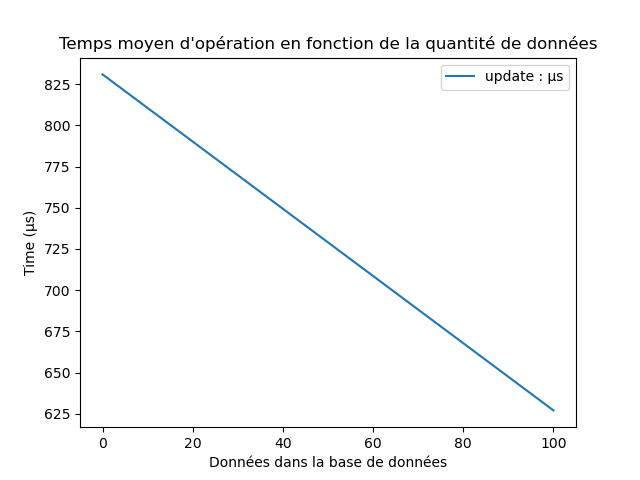 Temps moyen d'opération en fonction de la quantité de données
update : µs
825
800
775
750
725
700
675
650
625
Time (µs)
0 20 40 60 80 100
Données dans la base de données